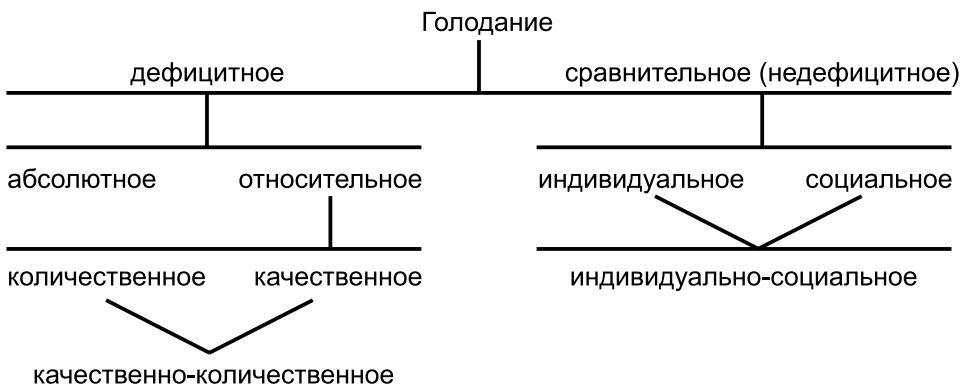 Голодание
дефицитное сравнительное (недефицитное)
абсолютное относительное индивидуальное социальное
количественное качественное индивидуально-социальное
качественно-количественное